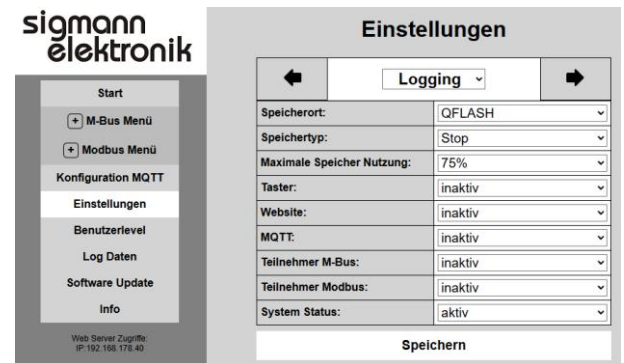 sigmann
elektronik
Start
+ M-Bus Menü
+ Modbus Menü
Konfiguration MQTT
Einstellungen
Benutzerlevel
Log Daten
Software Update
Info
Web Server Zugriffe:
IP:192.168.178.40
Einstellungen
Logging
Speicherort: QFLASH
Speichertyp: Stop
Maximale Speicher Nutzung: 75%
Taster: inaktiv
Website: inaktiv
MQTT: inaktiv
Teilnehmer M-Bus: inaktiv
Teilnehmer Modbus: inaktiv
System Status: aktiv
Speichern